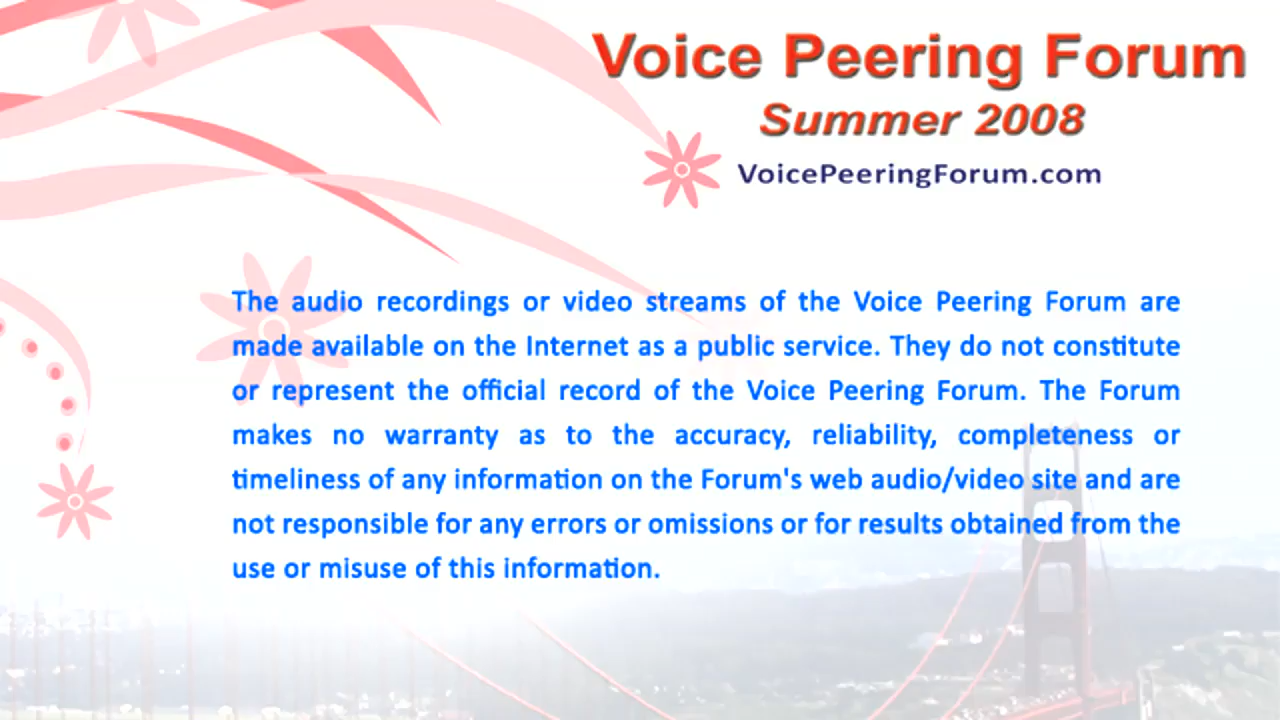 Voice Peering Forum
Summer 2008
VoicePeeringForum.com
The audio recordings or video streams of the Voice Peering Forum are
made available on the Internet as a public service. They do not constitute
or represent the official record of the Voice Peering Forum. The Forum
makes no warranty as to the accuracy, reliability, completeness or
timeliness of any information on the Forum's web audio/video site and are
not responsible for any errors or omissions or for results obtained from the
use or misuse of this information.